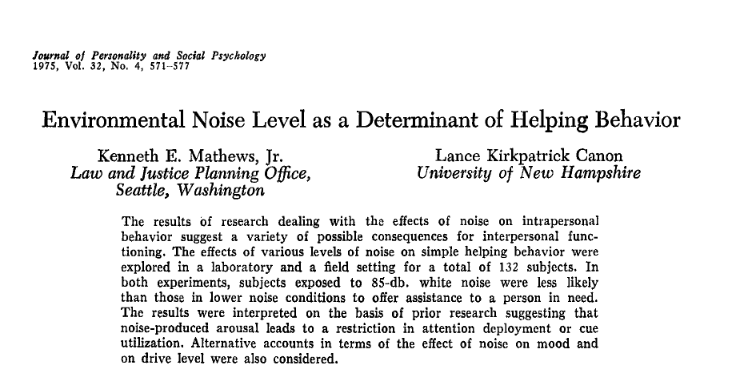 Journal of Personality and Social Psychology
1975, Vol. 32, No. 4, 571–577
Environmental Noise Level as a Determinant of Helping Behavior
Kenneth E. Mathews, Jr.
Law and Justice Planning Office,
Seattle, Washington
Lance Kirkpatrick Canon
University of New Hampshire
The results of research dealing with the effects of noise on intrapersonal
behavior suggest a variety of possible consequences for interpersonal func-
tioning. The effects of various levels of noise on simple helping behavior were
explored in a laboratory and a field setting for a total of 132 subjects. In
both experiments, subjects exposed to 85-db. white noise were less likely
than those in lower noise conditions to offer assistance to a person in need.
The results were interpreted on the basis of prior research suggesting that
noise-produced arousal leads to a restriction in attention deployment or cue
utilization. Alternative accounts in terms of the effect of noise on mood and
on drive level were also considered.